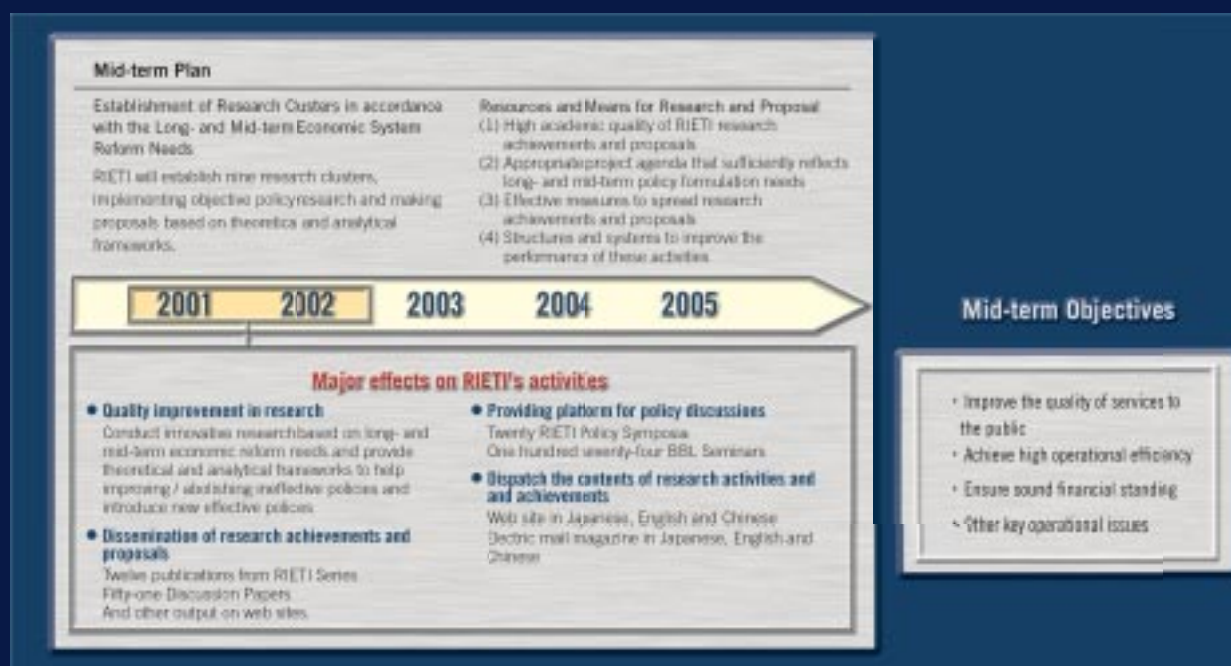 Mid-term Plan
Establishment of Research Clusters in accordance
with the Long- and Mid-term Economic System
Reform Needs
RIETI will establish nine research clusters,
implementing objective policyresearch and making
proposals based on theoretica and analytical
frameworks.
Resources and Means for Research and Proposal
(1) High academic quality of RIETI research
achievements and proposals
(2) Appropriate project agenda that sufficiently reflects
long- and mid-term policy formulation needs
(3) Effective measures to spread research
achievements and proposals
(4) Structures and systems to improve the
performance of these activities
2001 2002 2003 2004 2005
Major effects on RIETI's activities
● Quality improvement in research
Conduct innovative research based on long- and
mid-term economic reform needs and provide
theoretical and analytical frameworks to help
improving / abolishing ineffective polices and
introduce new effective polices
● Dissemination of research achievements and
proposals
Twelve publications from RIETI Series
Fifty-one Discussion Papers
And other output on web sites.
● Providing platform for policy discussions
Twenty RIETI Policy Symposia
One hundred -four BBL Seminars
● Dispatch the contents of research activities and
and achievements
Web site in Japanese, English and Chinese
mail magazine in Japanese, English and
Chinese
Mid-term Objectives
・ Improve the quality of services to
the public
・ Achieve high operational efficiency
・ Ensure sound financial standing
・ Other key operational issues